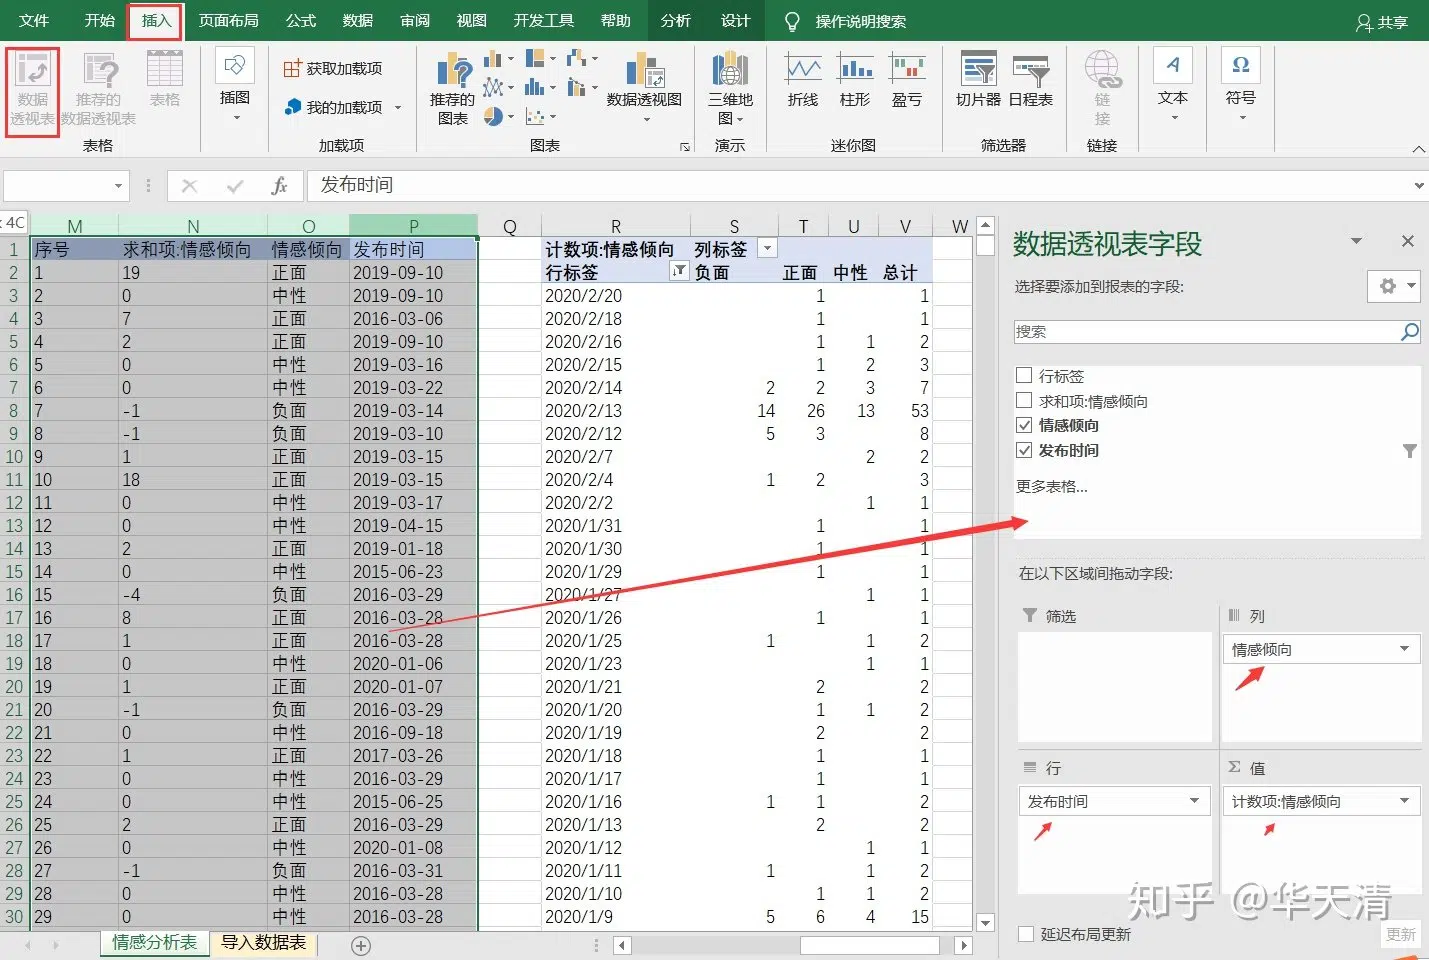 文件 开始 插入 页面布局 公式 数据 审阅 视图 开发工具 帮助 分析 设计 操作说明搜索 共享
数据透视表 推荐的数据透视表 表格 插图 获取加载项 我的加载项 推荐的图表 数据透视图 三维地图 折线 柱形 盈亏 切片器 日程表 链接 文本 符号
表格 加载项 图表 演示 迷你图 筛选器 链接
fx 发布时间
4C M N O P Q R S T U V W
1 序号 求和项:情感倾向 情感倾向 发布时间 计数项:情感倾向 列标签
2 1 19 正面 2019-09-10 行标签 负面 正面 中性 总计
3 2 0 中性 2019-09-10 2020/2/20 1 1
4 3 7 正面 2016-03-06 2020/2/18 1 1
5 4 2 正面 2019-09-10 2020/2/16 1 1 2
6 5 0 中性 2019-03-16 2020/2/15 1 2 3
7 6 0 中性 2019-03-22 2020/2/14 2 2 3 7
8 7 -1 负面 2019-03-14 2020/2/13 14 26 13 53
9 8 -1 负面 2019-03-10 2020/2/12 5 3 8
10 9 1 正面 2019-03-15 2020/2/7 2 2
11 10 18 正面 2019-03-15 2020/2/4 1 2 3
12 11 0 中性 2019-03-17 2020/2/2 1 1
13 12 0 中性 2019-04-15 2020/1/31 1 1
14 13 2 正面 2019-01-18 2020/1/30 1 1
15 14 0 中性 2015-06-23 2020/1/29 1 1
16 15 -4 负面 2016-03-29 2020/1/27 1 1
17 16 8 正面 2016-03-28 2020/1/26 1 1
18 17 1 正面 2016-03-28 2020/1/25 1 1 2
19 18 0 中性 2020-01-06 2020/1/23 1 1
20 19 1 正面 2020-01-07 2020/1/21 2 2
21 20 -1 负面 2016-03-29 2020/1/20 1 1 2
22 21 0 中性 2016-09-18 2020/1/19 2 2
23 22 1 正面 2017-03-26 2020/1/18 1 1
24 23 0 中性 2016-03-29 2020/1/17 1 1
25 24 0 中性 2015-06-25 2020/1/16 1 1 2
26 25 2 正面 2016-03-29 2020/1/13 2 2
27 26 0 中性 2020-01-08 2020/1/12 1 1
28 27 -1 负面 2016-03-31 2020/1/11 1 1 2
29 28 0 中性 2016-03-28 2020/1/10 1 1 2
30 29 0 中性 2016-03-28 2020/1/9 5 6 4 15
情感分析表 导入数据表
数据透视表字段
选择要添加到报表的字段:
搜索
行标签
求和项:情感倾向
情感倾向
发布时间
更多表格...
在以下区域间拖动字段:
筛选 列
情感倾向
行 值
发布时间 计数项:情感倾向
知乎 @华天清
延迟布局更新 更新